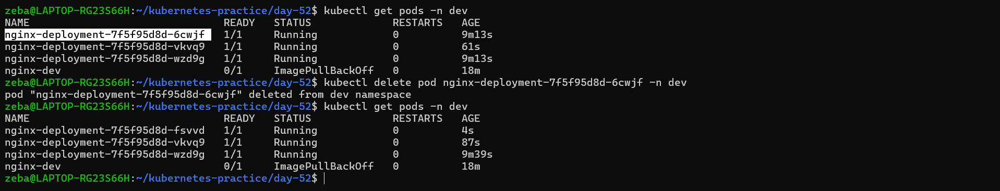 zeba@LAPTOP-RG23S66H:~/kubernetes-practice/day-52$ kubectl get pods -n dev
NAME                               READY   STATUS             RESTARTS   AGE
nginx-deployment-7f5f95d8d-6cwjf   1/1     Running            0          9m13s
nginx-deployment-7f5f95d8d-vkvq9   1/1     Running            0          61s
nginx-deployment-7f5f95d8d-wzd9g   1/1     Running            0          9m13s
nginx-dev                          0/1     ImagePullBackOff   0          18m
zeba@LAPTOP-RG23S66H:~/kubernetes-practice/day-52$ kubectl delete pod nginx-deployment-7f5f95d8d-6cwjf -n dev
pod "nginx-deployment-7f5f95d8d-6cwjf" deleted from dev namespace
zeba@LAPTOP-RG23S66H:~/kubernetes-practice/day-52$ kubectl get pods -n dev
NAME                               READY   STATUS             RESTARTS   AGE
nginx-deployment-7f5f95d8d-fsvvd   1/1     Running            0          4s
nginx-deployment-7f5f95d8d-vkvq9   1/1     Running            0          87s
nginx-deployment-7f5f95d8d-wzd9g   1/1     Running            0          9m39s
nginx-dev                          0/1     ImagePullBackOff   0          18m
zeba@LAPTOP-RG23S66H:~/kubernetes-practice/day-52$